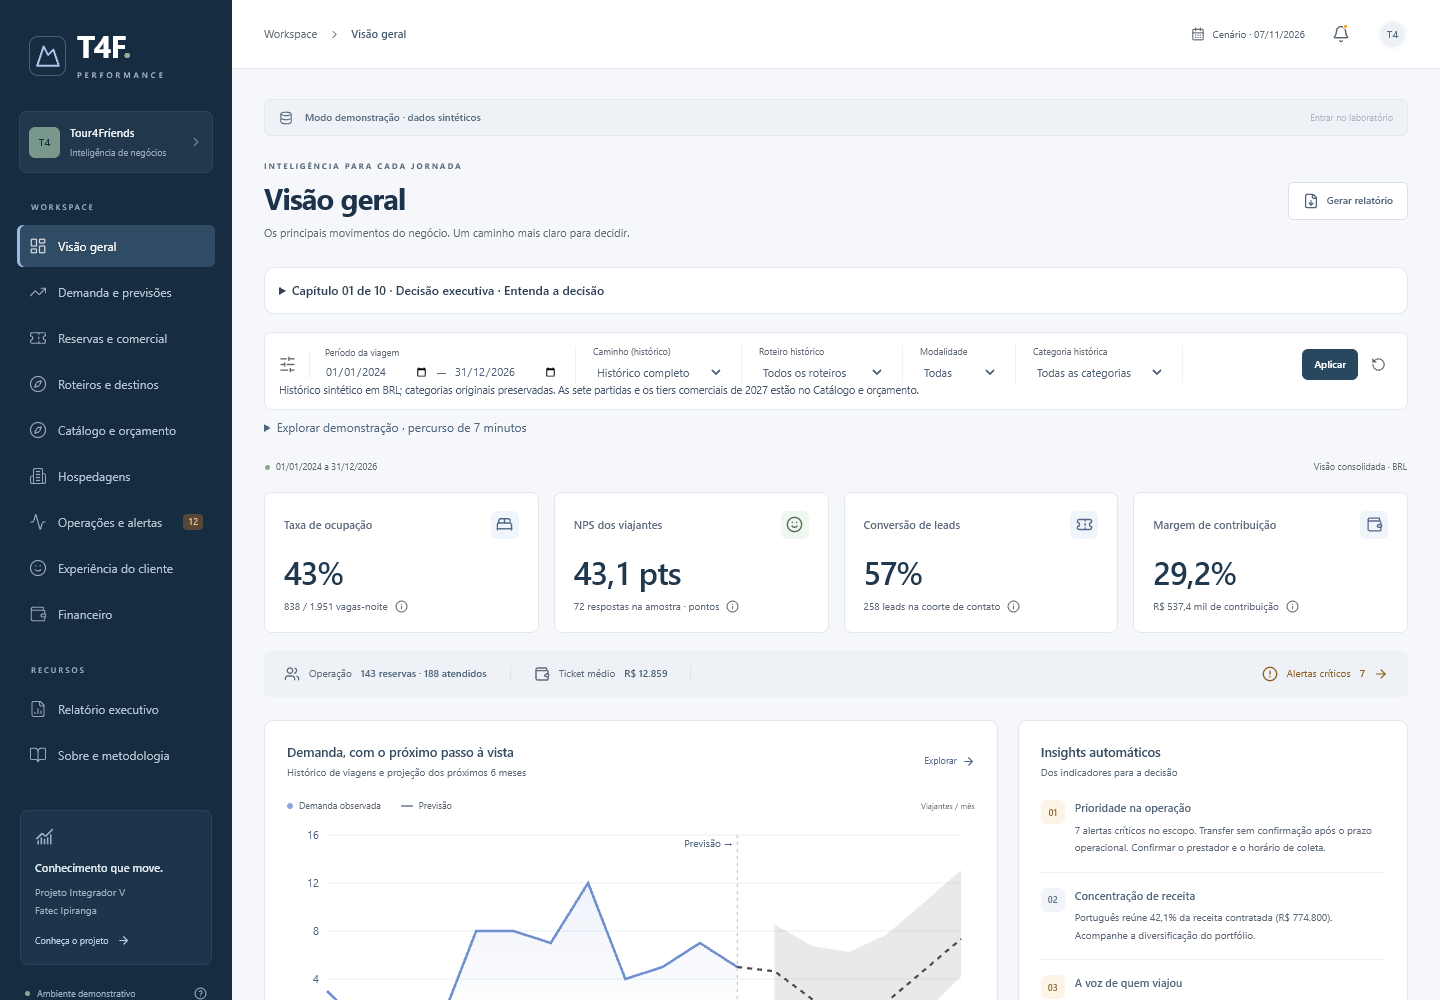 T4F.
PERFORMANCE
T4
Tour4Friends
Inteligência de negócios
WORKSPACE
Visão geral
Demanda e previsões
Reservas e comercial
Roteiros e destinos
Catálogo e orçamento
Hospedagens
Operações e alertas 12
Experiência do cliente
Financeiro
RECURSOS
Relatório executivo
Sobre e metodologia
Conhecimento que move.
Projeto Integrador V
Fatec Ipiranga
Conheça o projeto →
Ambiente demonstrativo
Workspace > Visão geral
Cenário · 07/11/2026
T4
Modo demonstração · dados sintéticos
Entrar no laboratório
INTELIGÊNCIA PARA CADA JORNADA
Visão geral
Os principais movimentos do negócio. Um caminho mais claro para decidir.
Gerar relatório
Capítulo 01 de 10 · Decisão executiva · Entenda a decisão
Período da viagem
01/01/2024 — 31/12/2026
Caminho (histórico)
Histórico completo
Roteiro histórico
Todos os roteiros
Modalidade
Todas
Categoria histórica
Todas as categorias
Aplicar
Histórico sintético em BRL; categorias originais preservadas. As sete partidas e os tiers comerciais de 2027 estão no Catálogo e orçamento.
Explorar demonstração · percurso de 7 minutos
01/01/2024 a 31/12/2026
Visão consolidada · BRL
Taxa de ocupação
43%
838 / 1.951 vagas-noite
NPS dos viajantes
43,1 pts
72 respostas na amostra · pontos
Conversão de leads
57%
258 leads na coorte de contato
Margem de contribuição
29,2%
R$ 537,4 mil de contribuição
Operação 143 reservas · 188 atendidos
Ticket médio R$ 12.859
Alertas críticos 7 →
Demanda, com o próximo passo à vista
Histórico de viagens e projeção dos próximos 6 meses
Explorar →
Demanda observada
Previsão
Viajantes / mês
16
Previsão →
12
8
4
Insights automáticos
Dos indicadores para a decisão
01
Prioridade na operação
7 alertas críticos no escopo. Transfer sem confirmação após o prazo
operacional. Confirmar o prestador e o horário de coleta.
02
Concentração de receita
Português reúne 42,1% da receita contratada (R$ 774.800).
Acompanhe a diversificação do portfólio.
03
A voz de quem viajou